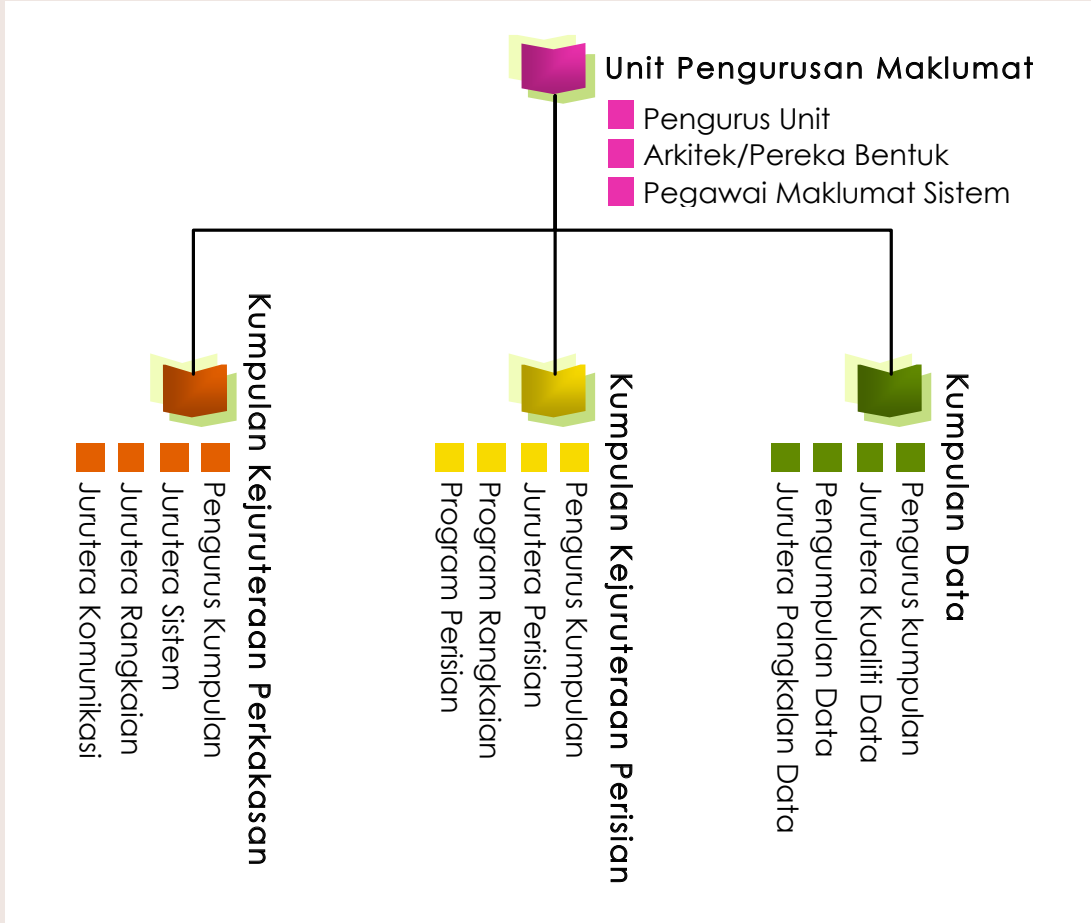 Unit Pengurusan Maklumat
Pengurus Unit
Arkitek/Pereka Bentuk
Pegawai Maklumat Sistem
Kumpulan Kejuruteraan Perkakasan
Pengurus Kumpulan
Jurutera Sistem
Jurutera Rangkaian
Jurutera Komunikasi
Kumpulan Kejuruteraan Perisian
Pengurus Kumpulan
Jurutera Perisian
Program Rangkaian
Program Perisian
Kumpulan Data
Pengurus kumpulan
Jurutera Kualiti Data
Pengumpulan Data
Jurutera Pangkalan Data